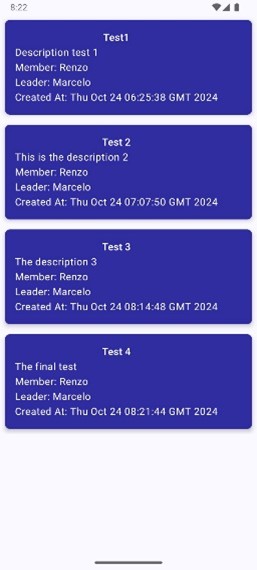 8:22
Test1
Description test 1
Member: Renzo
Leader: Marcelo
Created At: Thu Oct 24 06:25:38 GMT 2024
Test 2
This is the description 2
Member: Renzo
Leader: Marcelo
Created At: Thu Oct 24 07:07:50 GMT 2024
Test 3
The description 3
Member: Renzo
Leader: Marcelo
Created At: Thu Oct 24 08:14:48 GMT 2024
Test 4
The final test
Member: Renzo
Leader: Marcelo
Created At: Thu Oct 24 08:21:44 GMT 2024